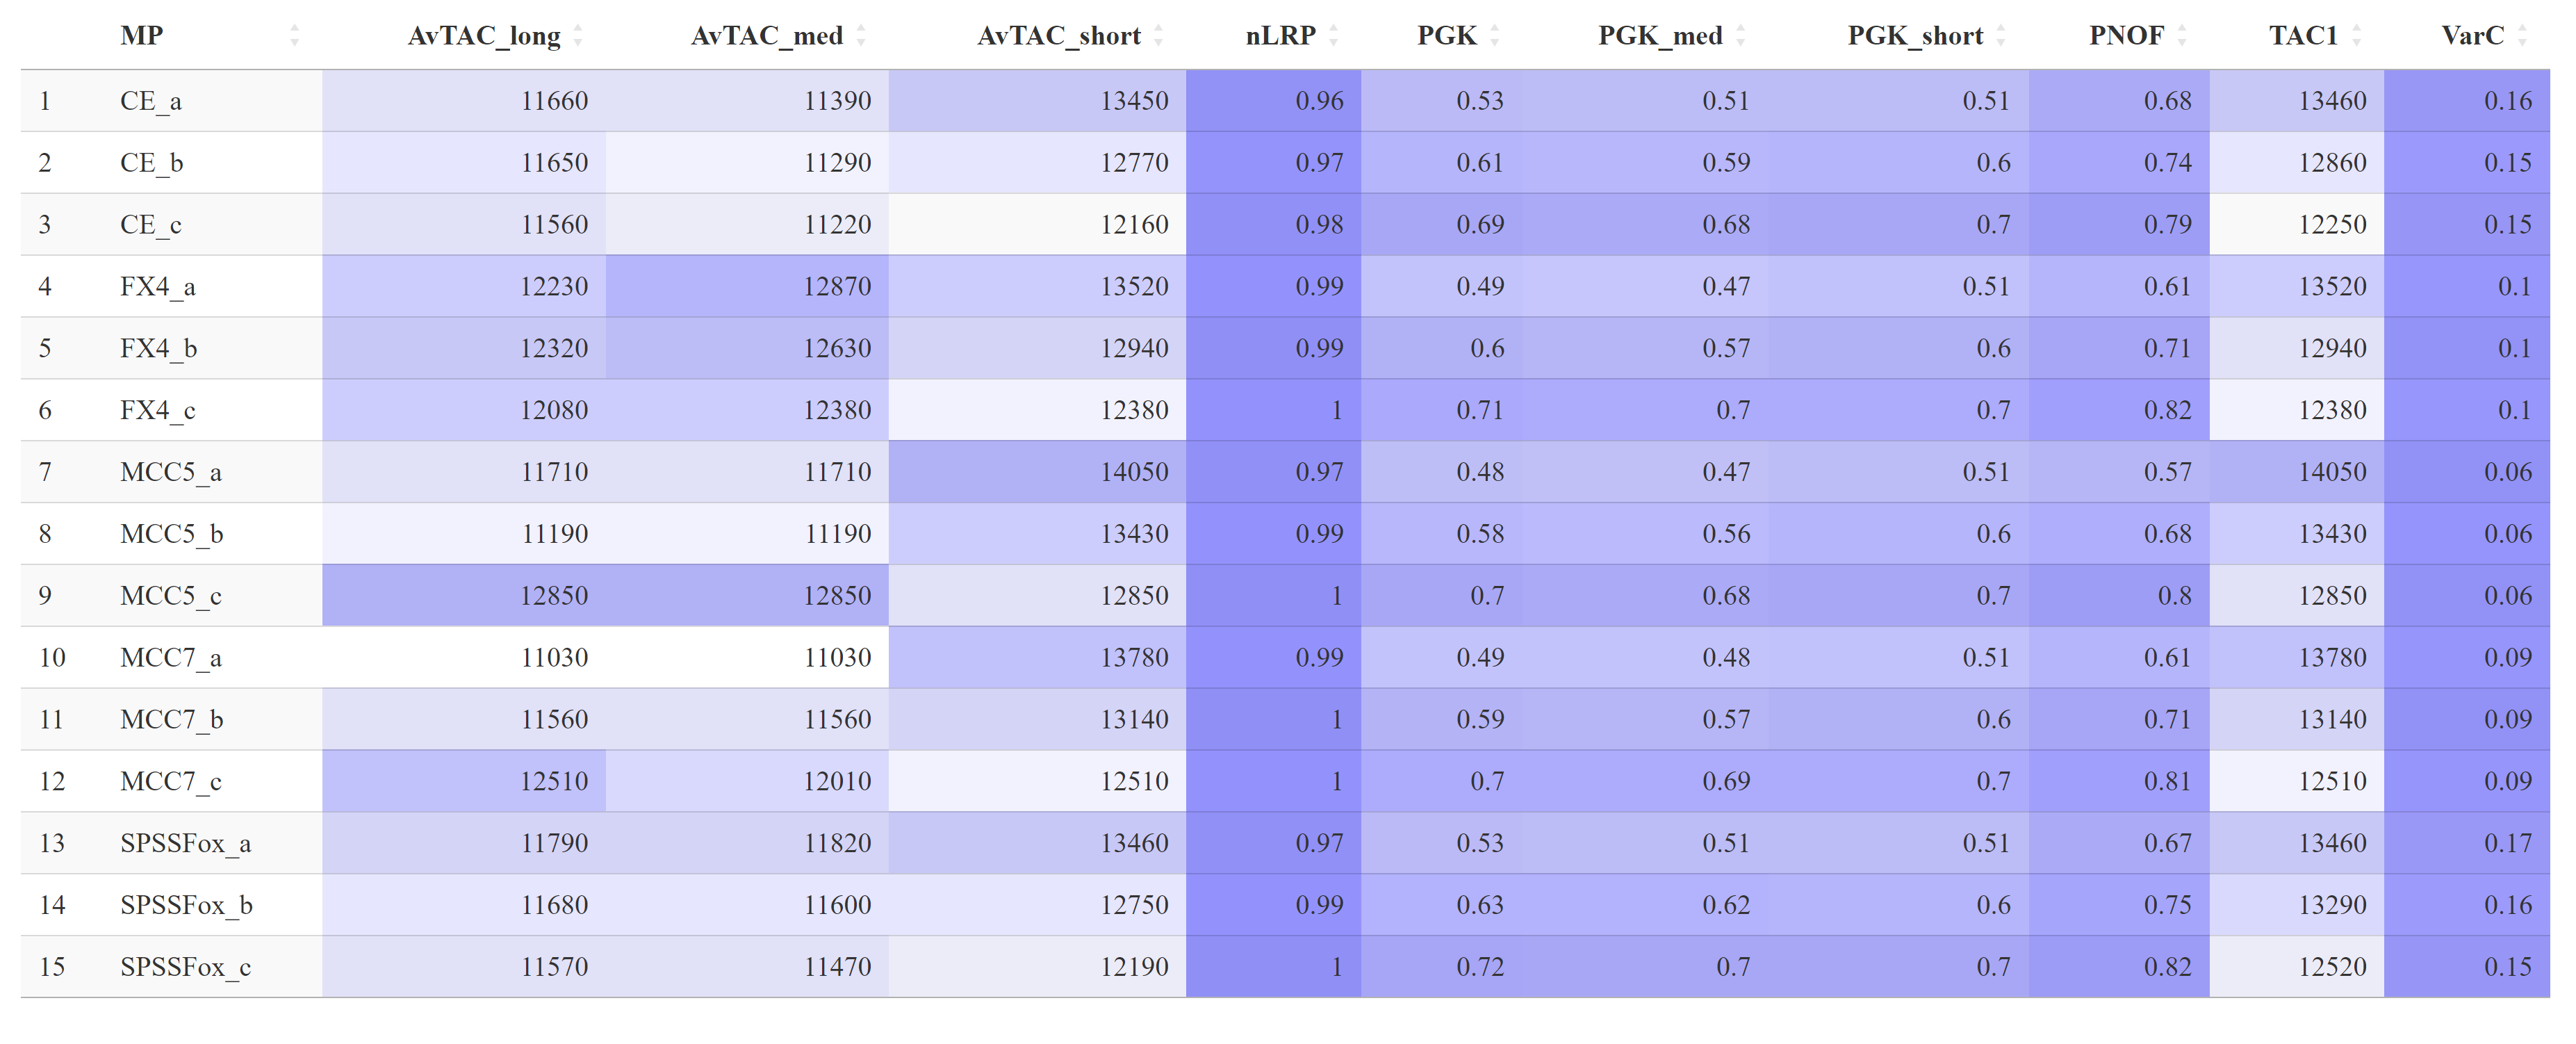 MP AvTAC_long AvTAC_med AvTAC_short nLRP PGK PGK_med PGK_short PNOF TAC1 VarC
1 CE_a 11660 11390 13450 0.96 0.53 0.51 0.51 0.68 13460 0.16
2 CE_b 11650 11290 12770 0.97 0.61 0.59 0.6 0.74 12860 0.15
3 CE_c 11560 11220 12160 0.98 0.69 0.68 0.7 0.79 12250 0.15
4 FX4_a 12230 12870 13520 0.99 0.49 0.47 0.51 0.61 13520 0.1
5 FX4_b 12320 12630 12940 0.99 0.6 0.57 0.6 0.71 12940 0.1
6 FX4_c 12080 12380 12380 1 0.71 0.7 0.7 0.82 12380 0.1
7 MCC5_a 11710 11710 14050 0.97 0.48 0.47 0.51 0.57 14050 0.06
8 MCC5_b 11190 11190 13430 0.99 0.58 0.56 0.6 0.68 13430 0.06
9 MCC5_c 12850 12850 12850 1 0.7 0.68 0.7 0.8 12850 0.06
10 MCC7_a 11030 11030 13780 0.99 0.49 0.48 0.51 0.61 13780 0.09
11 MCC7_b 11560 11560 13140 1 0.59 0.57 0.6 0.71 13140 0.09
12 MCC7_c 12510 12010 12510 1 0.7 0.69 0.7 0.81 12510 0.09
13 SPSSFox_a 11790 11820 13460 0.97 0.53 0.51 0.51 0.67 13460 0.17
14 SPSSFox_b 11680 11600 12750 0.99 0.63 0.62 0.6 0.75 13290 0.16
15 SPSSFox_c 11570 11470 12190 1 0.72 0.7 0.7 0.82 12520 0.15